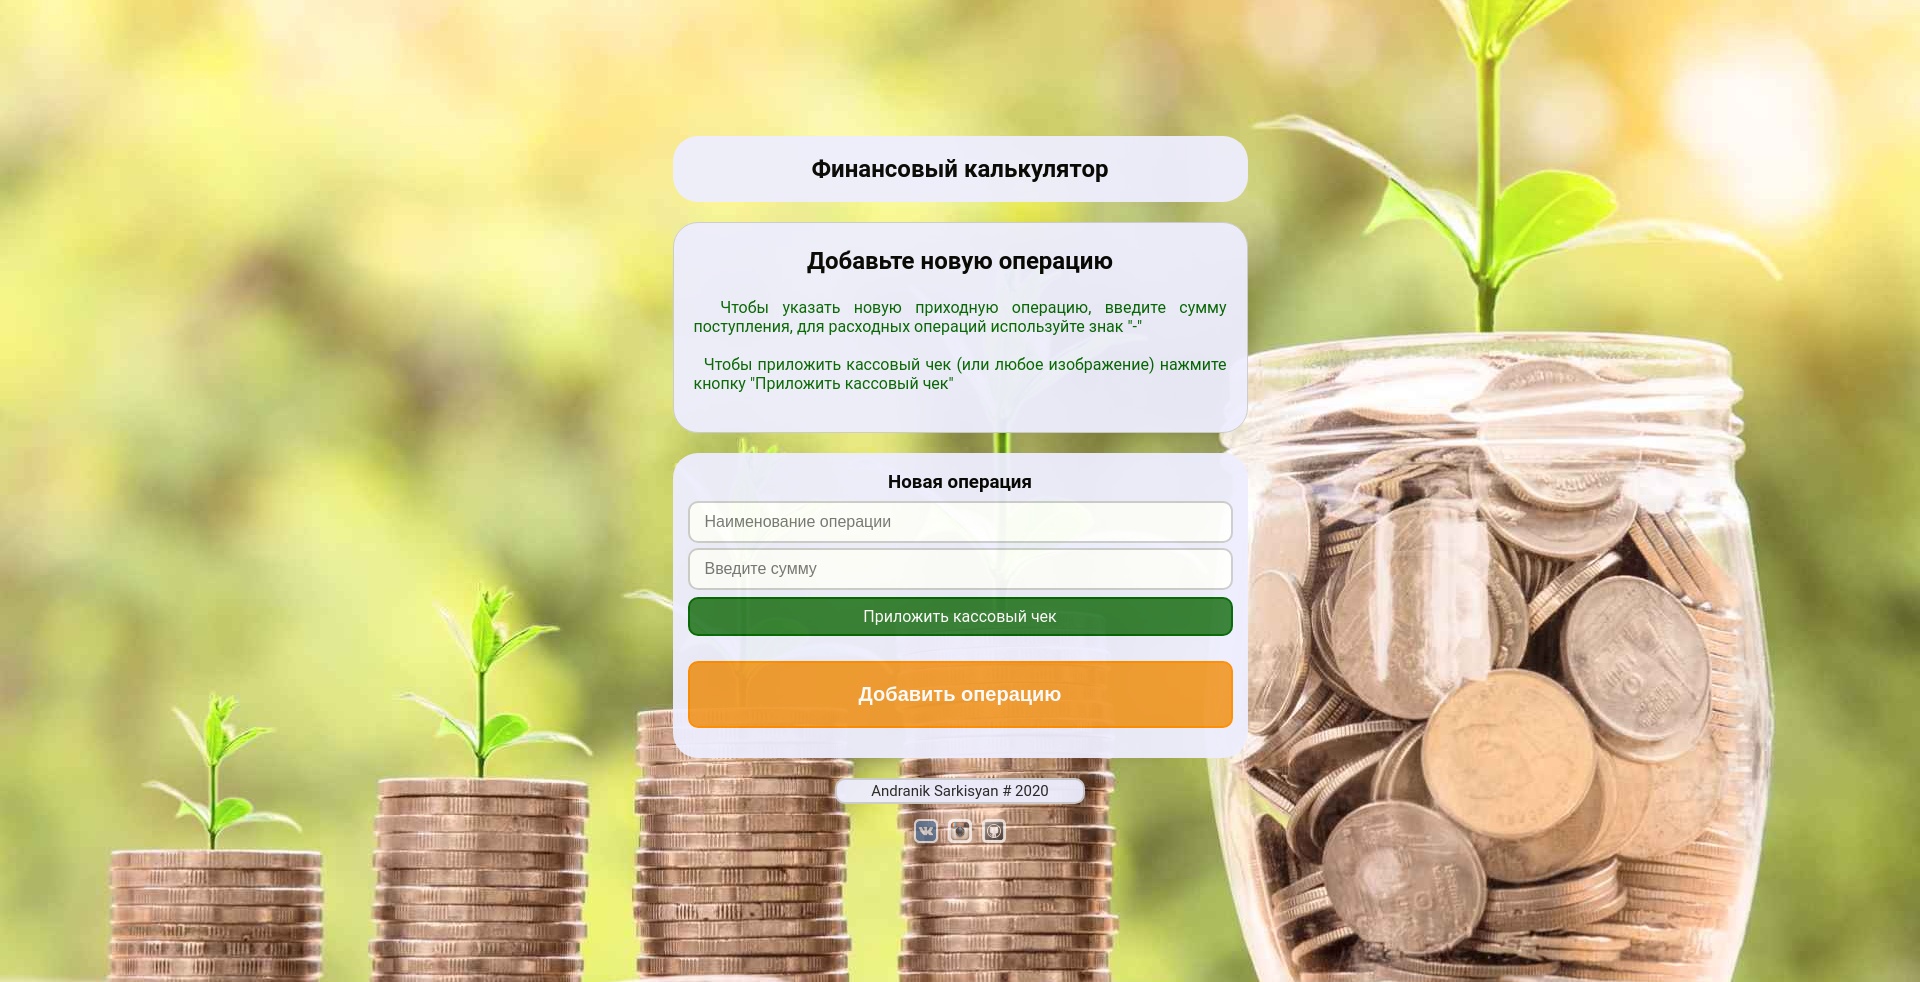 Финансовый калькулятор
Добавьте новую операцию
Чтобы указать новую приходную операцию, введите сумму
поступления, для расходных операций используйте знак "-"
Чтобы приложить кассовый чек (или любое изображение) нажмите
кнопку "Приложить кассовый чек"
Новая операция
Наименование операции
Введите сумму
Приложить кассовый чек
Добавить операцию
Andranik Sarkisyan # 2020